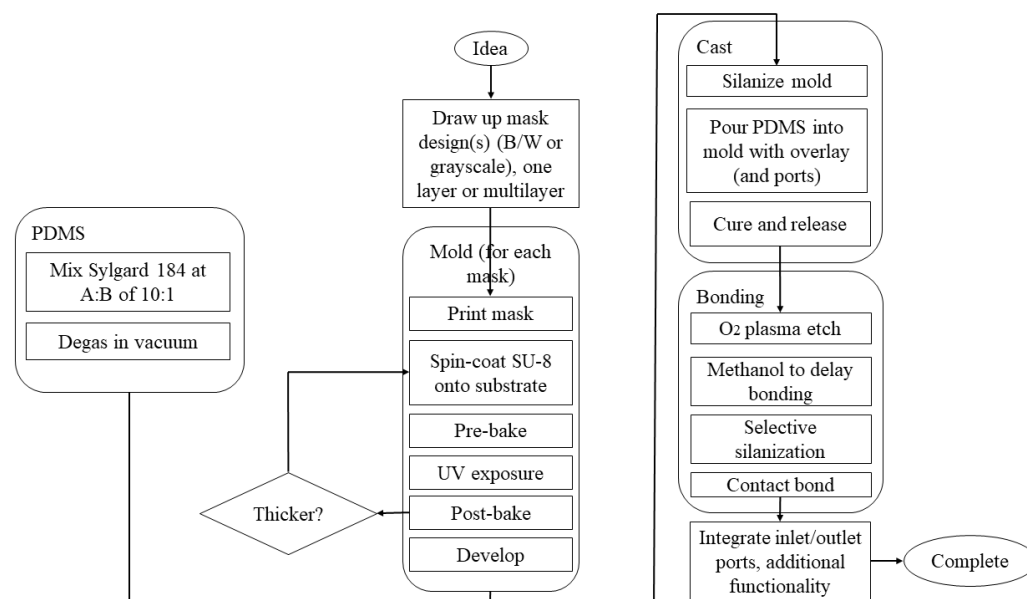 Idea
Draw up mask
design(s) (B/W or
grayscale), one
layer or multilayer
PDMS
Mix Sylgard 184 at
A:B of 10:1
Degas in vacuum
Mold (for each
mask)
Print mask
Spin-coat SU-8
onto substrate
Pre-bake
UV exposure
Post-bake
Develop
Thicker?
Cast
Silanize mold
Pour PDMS into
mold with overlay
(and ports)
Cure and release
Bonding
O2 plasma etch
Methanol to delay
bonding
Selective
silanization
Contact bond
Integrate inlet/outlet
ports, additional
functionality
Complete